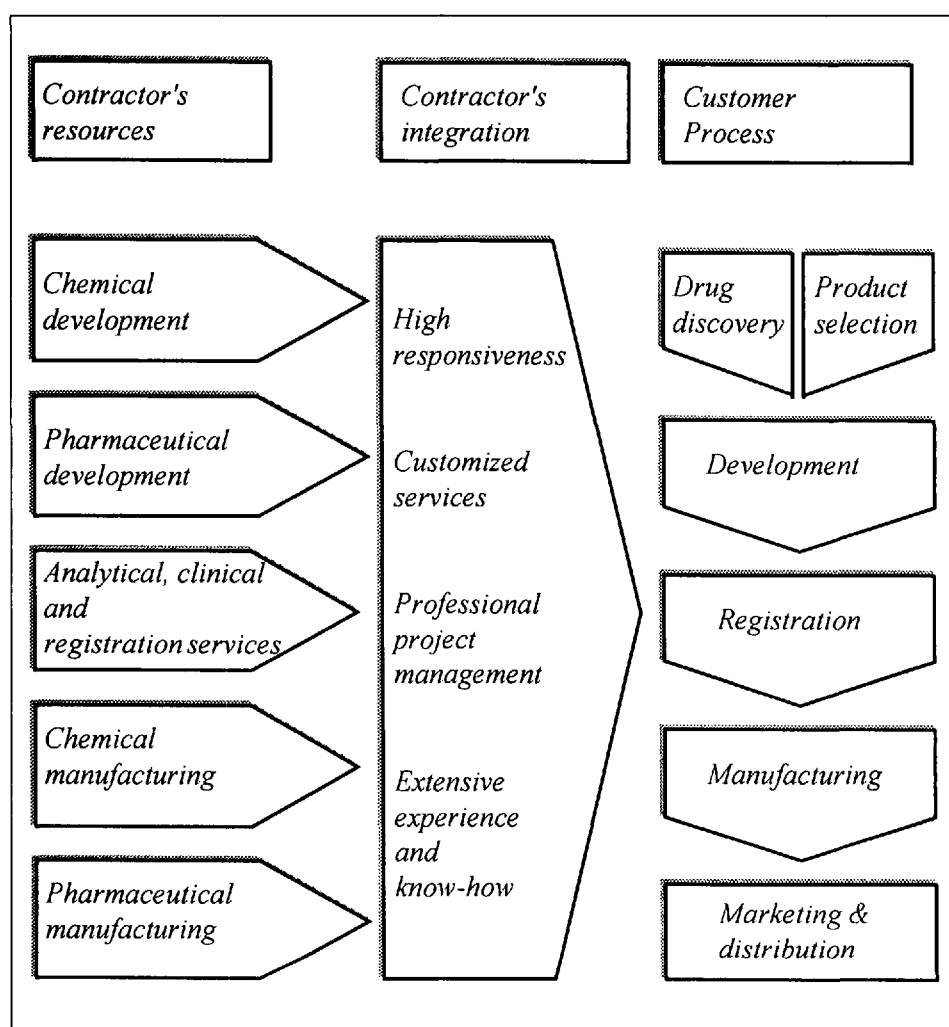 Contractor's
resources
Contractor's
integration
Customer
Process
Chemical
development
Pharmaceutical
development
Analytical, clinical
and
registration services
Chemical
manufacturing
Pharmaceutical
manufacturing
High
responsiveness
Customized
services
Professional
project
management
Extensive
experience
and
know-how
Drug
discovery
Product
selection
Development
Registration
Manufacturing
Marketing &
distribution